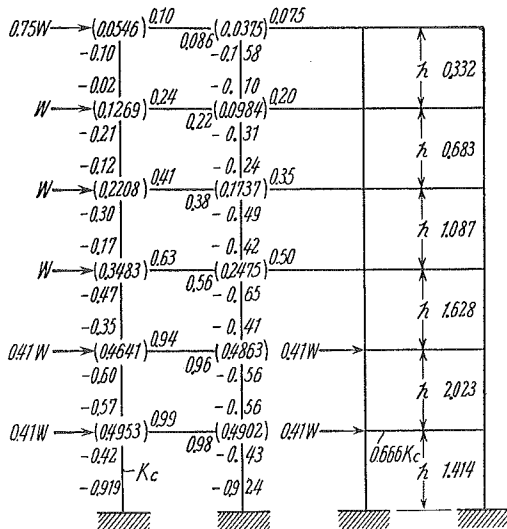 0.75W (0.0546) 0.10 0.086 (0.0375) 0.075
-0.10 -0.158 h 0.332
-0.02 -0.10
W (0.1269) 0.24 0.22 (0.0984) 0.20
-0.21 -0.31 h 0.683
-0.12 -0.24
W (0.2208) 0.41 0.38 (0.1737) 0.35
-0.30 -0.49 h 1.087
-0.17 -0.42
W (0.3483) 0.63 0.56 (0.2475) 0.50
-0.47 -0.65 h 1.628
-0.35 -0.41
0.41W (0.4641) 0.94 0.96 (0.4863) 0.41W
-0.60 -0.56 h 2.023
-0.57 -0.56
0.41W (0.4953) 0.99 0.98 (0.4902) 0.41W
-0.42 -0.43 0.666Kc
Kc h 1.414
-0.919 -0.924